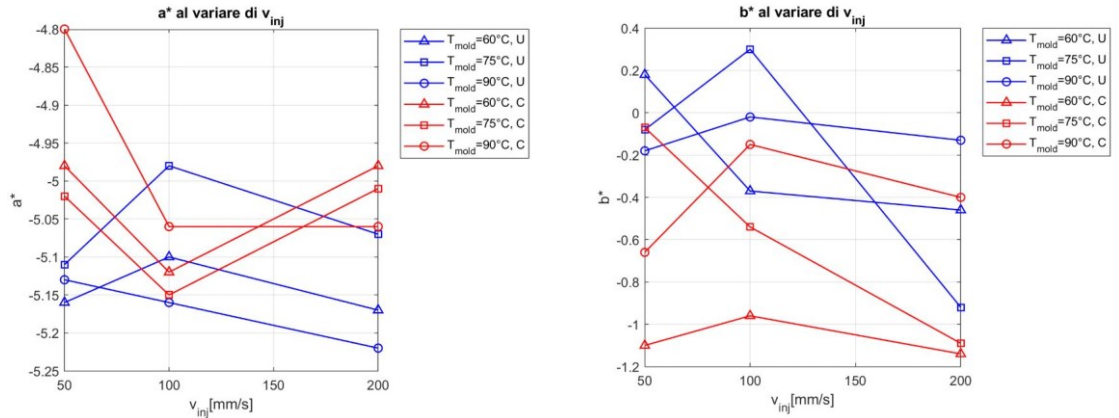 a* al variare di v_inj
-4.8
-4.85
-4.9
-4.95
-5
-5.05
-5.1
-5.15
-5.2
-5.25
a*
50
100
150
200
v_inj[mm/s]
T_mold=60°C, U
T_mold=75°C, U
T_mold=90°C, U
T_mold=60°C, C
T_mold=75°C, C
T_mold=90°C, C
b* al variare di v_inj
0.4
0.2
0
-0.2
-0.4
-0.6
-0.8
-1
-1.2
b*
50
100
150
200
v_inj[mm/s]
T_mold=60°C, U
T_mold=75°C, U
T_mold=90°C, U
T_mold=60°C, C
T_mold=75°C, C
T_mold=90°C, C